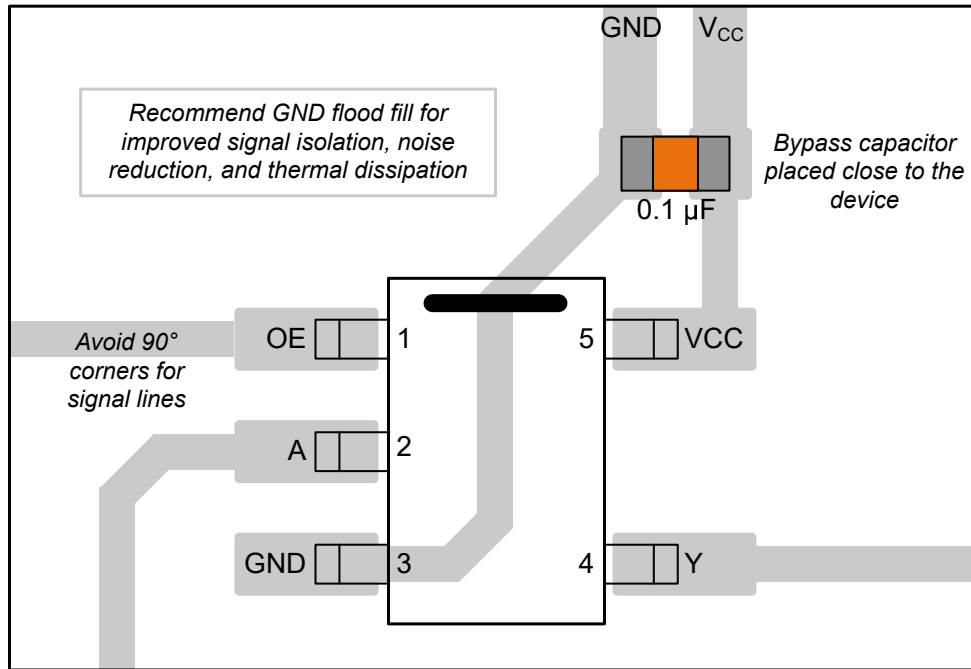 GND
VCC
Recommend GND flood fill for
improved signal isolation, noise
reduction, and thermal dissipation
Bypass capacitor
placed close to the
device
0.1 µF
OE
1
5
VCC
Avoid 90°
corners for
signal lines
A
2
GND
3
4
Y